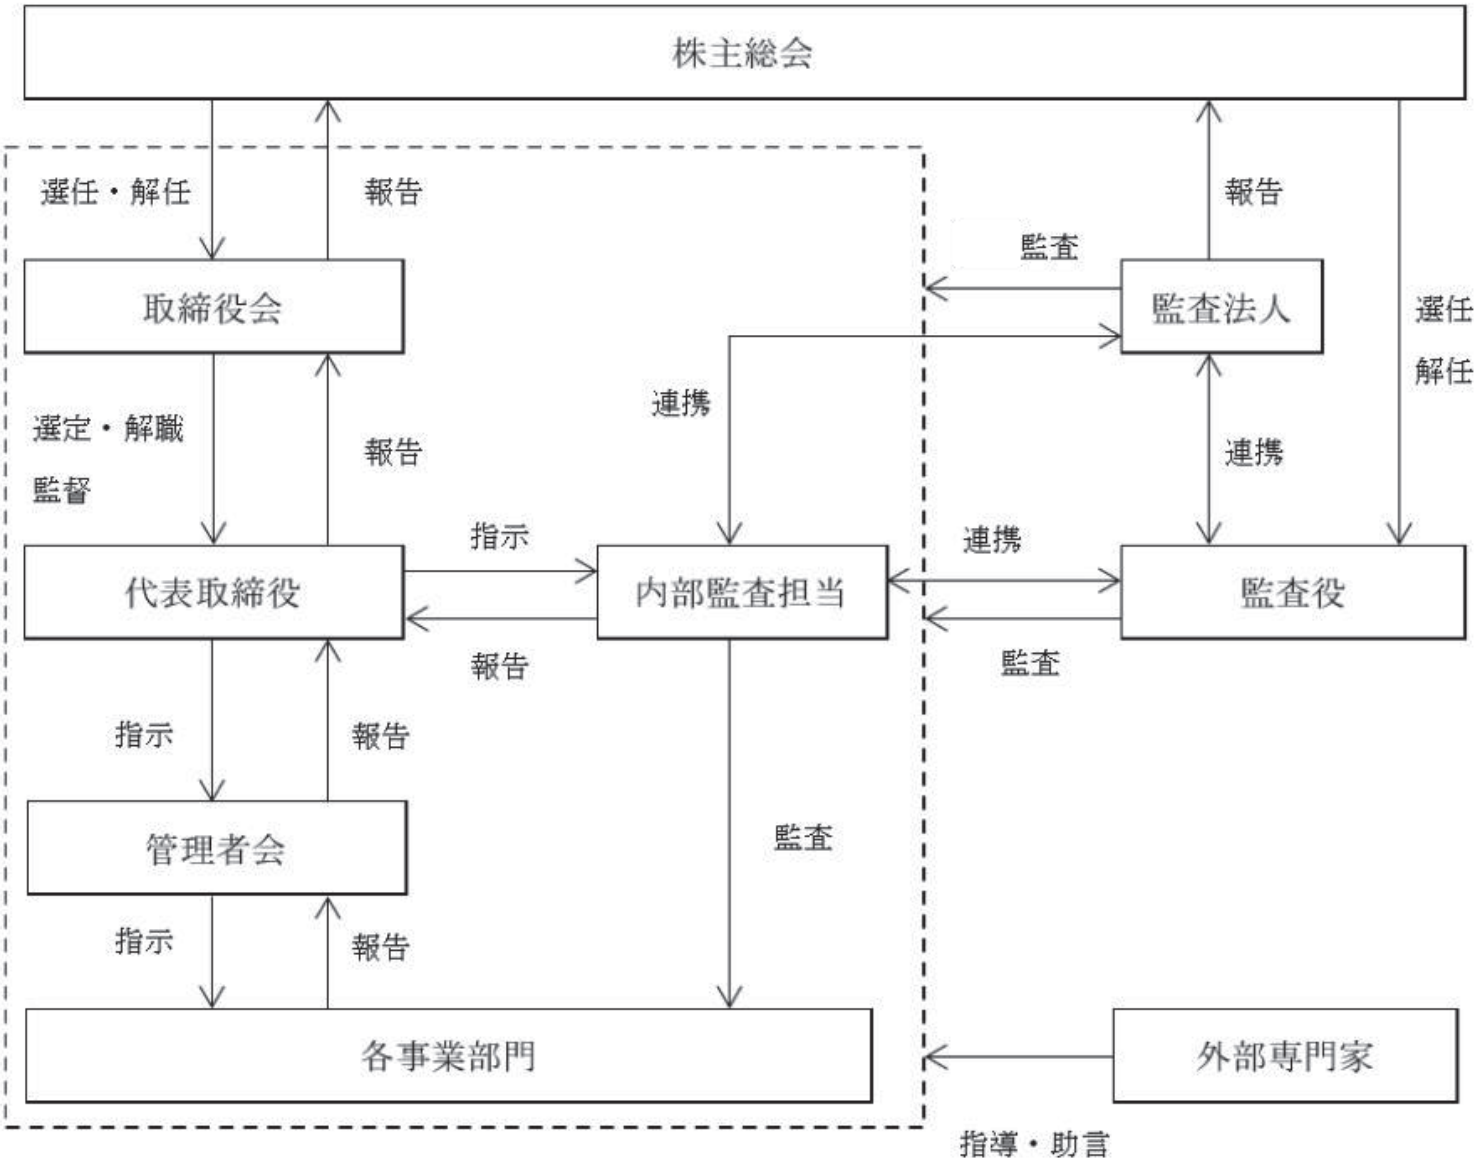 株主総会
選任・解任
報告
報告
監査
取締役会
監査法人
選任
解任
連携
選定・解職
監督
報告
連携
指示
連携
代表取締役
内部監査担当
監査役
報告
監査
指示
報告
管理者会
監査
指示
報告
各事業部門
外部専門家
指導・助言